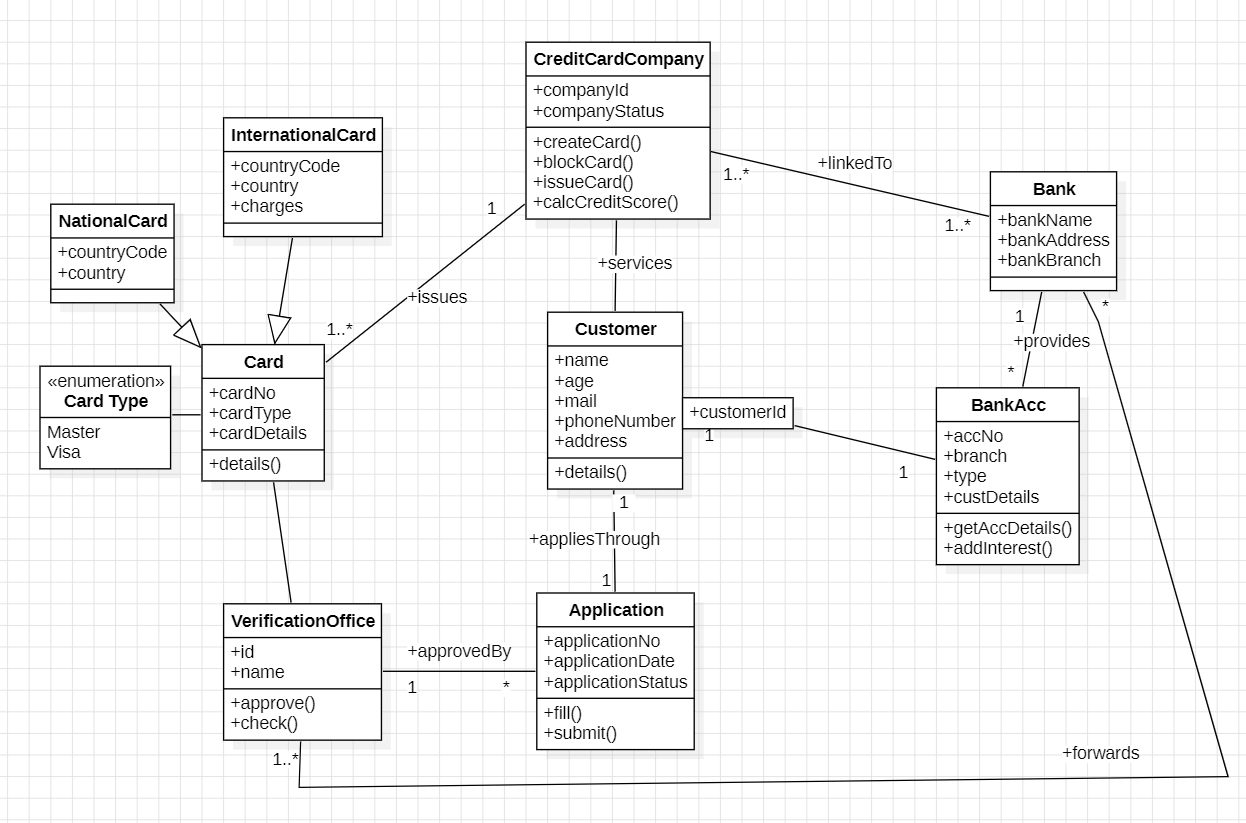 CreditCardCompany
+companyId
+companyStatus
+createCard()
+blockCard()
+issueCard()
+calcCreditScore()
InternationalCard
+countryCode
+country
+charges
NationalCard
+countryCode
+country
+linkedTo
1..*
1..*
Bank
+bankName
+bankAddress
+bankBranch
1
+issues
1..*
+services
1
*
+provides
*
Card
+cardNo
+cardType
+cardDetails
+details()
«enumeration»
Card Type
Master
Visa
Customer
+name
+age
+mail
+phoneNumber
+address
+details()
+customerId
1
1
BankAcc
+accNo
+branch
+type
+custDetails
+getAccDetails()
+addInterest()
1
+appliesThrough
1
VerificationOffice
+id
+name
+approve()
+check()
+approvedBy
1
*
Application
+applicationNo
+applicationDate
+applicationStatus
+fill()
+submit()
1..*
+forwards